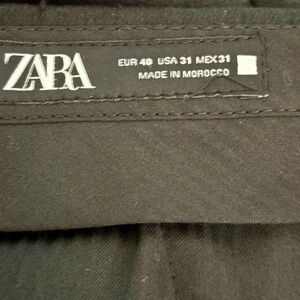 ZARA
EUR 40 USA 31 MEX 31
MADE IN MOROCCO